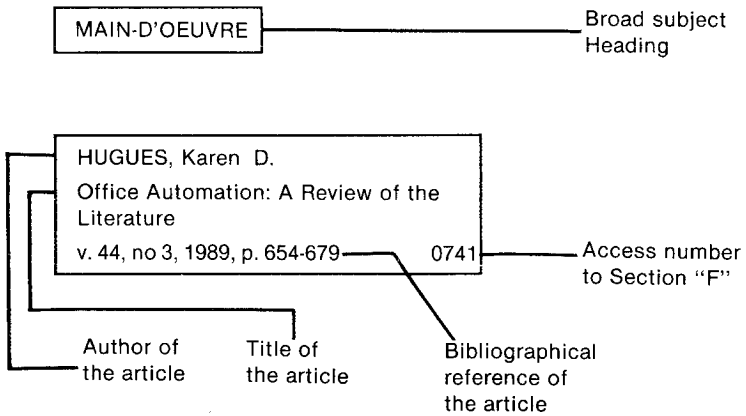 MAIN-D'OEUVRE
Broad subject
Heading
HUGUES, Karen D.
Office Automation: A Review of the
Literature
v. 44, no 3, 1989, p. 654-679
0741
Access number
to Section "F"
Author of
the article
Title of
the article
Bibliographical
reference of
the article